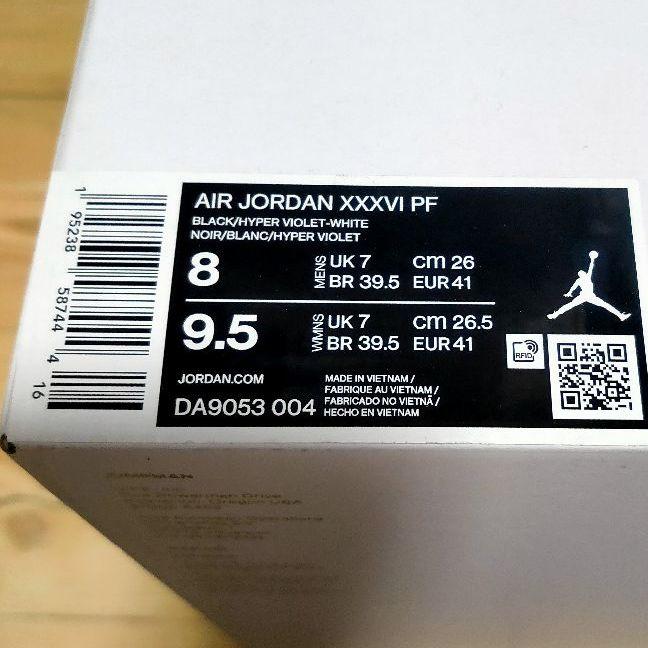 AIR JORDAN XXXVI PF
BLACK/HYPER VIOLET-WHITE
NOIR/BLANC/HYPER VIOLET
8 MENS UK 7 cm 26
BR 39.5 EUR 41
9.5 WMNS UK 7 cm 26.5
BR 39.5 EUR 41
RFID
JORDAN.COM
DA9053 004
MADE IN VIETNAM /
FABRIQUE AU VIETNAM /
FABRICADO NO VIETNÃ /
HECHO EN VIETNAM
1 95238 58744 4 16
JUMPMAN